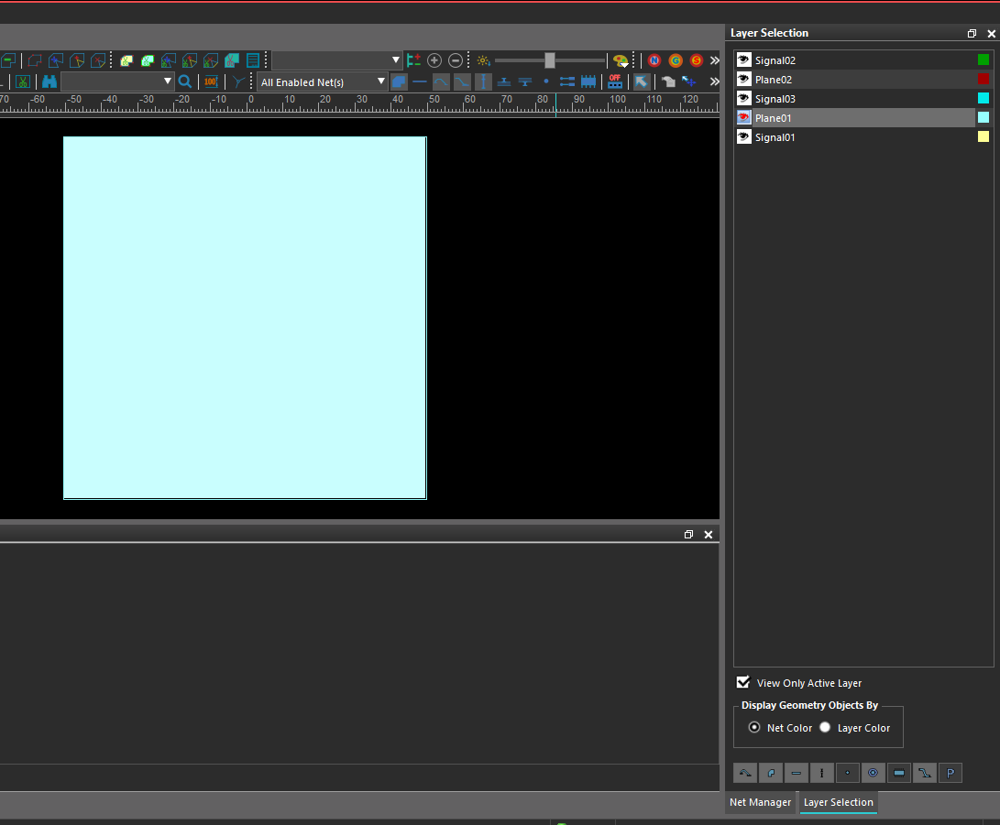 Layer Selection
Signal02
Plane02
Signal03
Plane01
Signal01
N G S
100 All Enabled Net(s) OFF
70 -60 -50 -40 -30 -20 -10 0 10 20 30 40 50 60 70 80 90 100 110 120
View Only Active Layer
Display Geometry Objects By
Net Color Layer Color
P
Net Manager Layer Selection